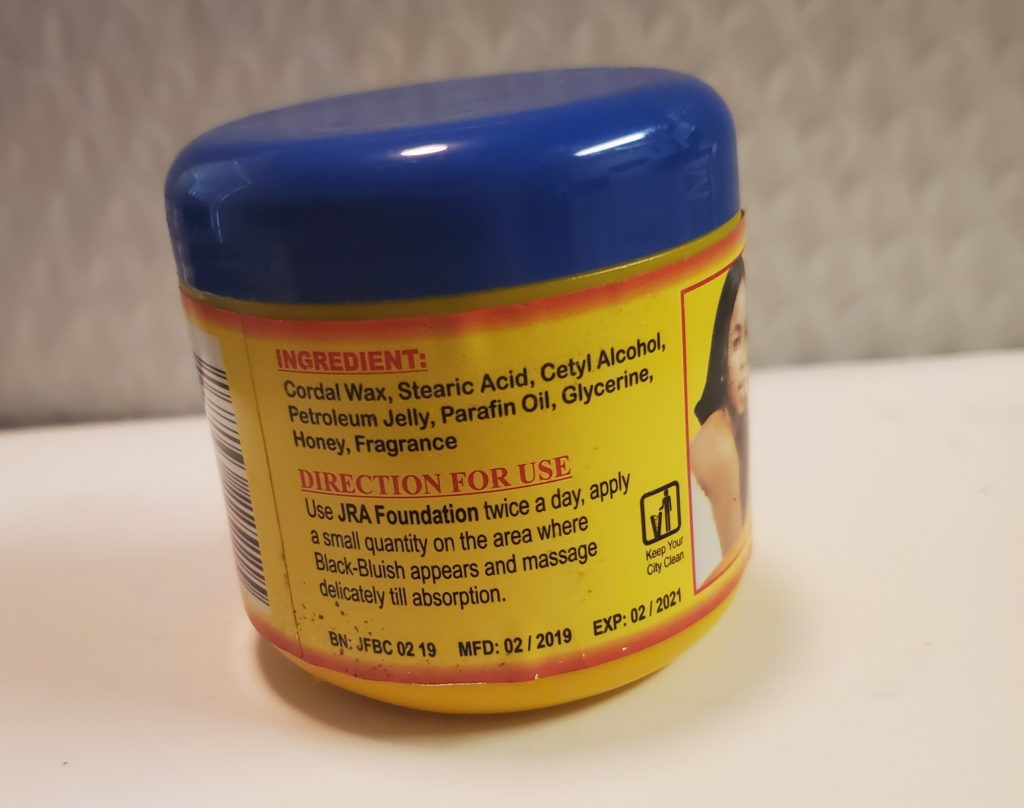 INGREDIENT:
Cordal Wax, Stearic Acid, Cetyl Alcohol,
Petroleum Jelly, Parafin Oil, Glycerine,
Honey, Fragrance
DIRECTION FOR USE
Use JRA Foundation twice a day, apply
a small quantity on the area where
Black-Bluish appears and massage
delicately till absorption.
Keep Your
City Clean
BN: JFBC 02 19 MFD: 02 / 2019 EXP: 02 / 2021